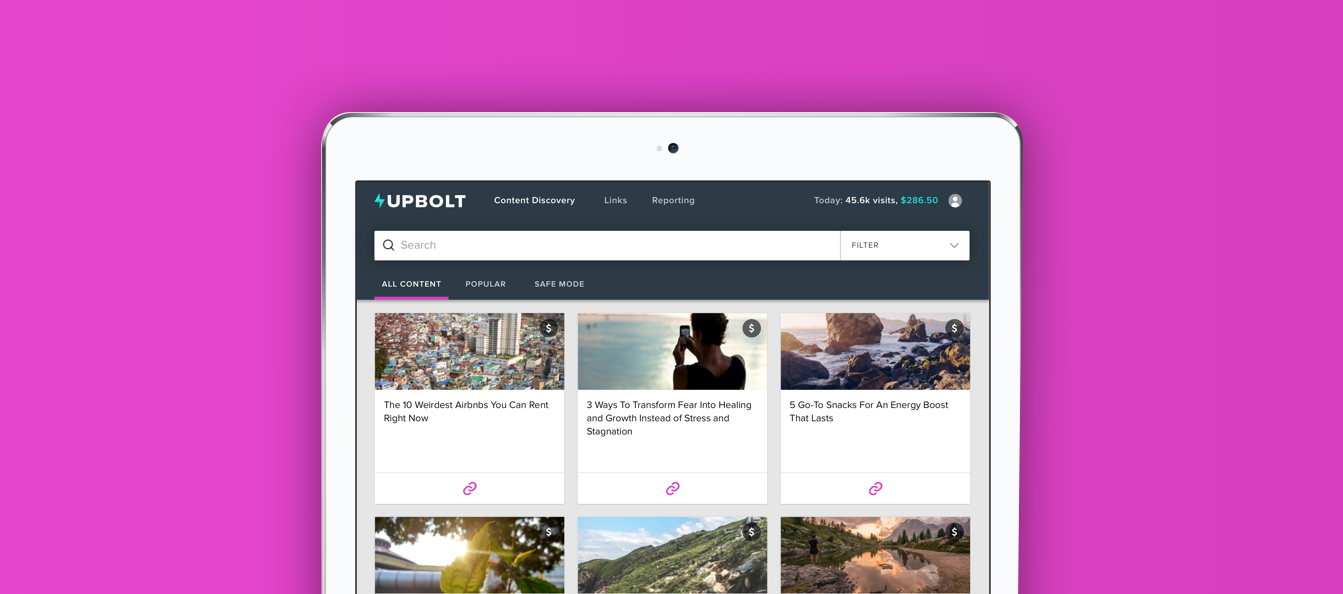 UPBOLT
Content Discovery
Links
Reporting
Today: 45.6k visits, $286.50
Search
FILTER
ALL CONTENT
POPULAR
SAFE MODE
$
$
$
The 10 Weirdest Airbnbs You Can Rent
Right Now
3 Ways To Transform Fear Into Healing
and Growth Instead of Stress and
Stagnation
5 Go-To Snacks For An Energy Boost
That Lasts
$
$
$